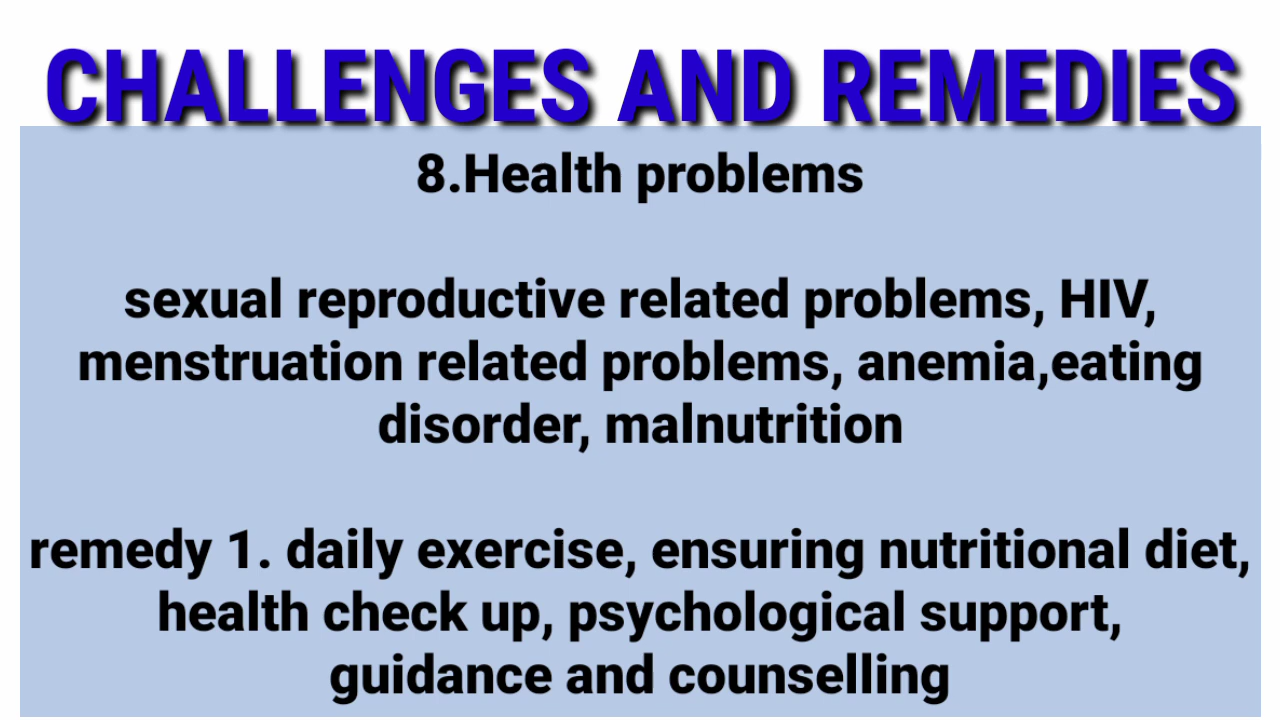 CHALLENGES AND REMEDIES
8.Health problems
sexual reproductive related problems, HIV,
menstruation related problems, anemia,eating
disorder, malnutrition
remedy 1. daily exercise, ensuring nutritional diet,
health check up, psychological support,
guidance and counselling